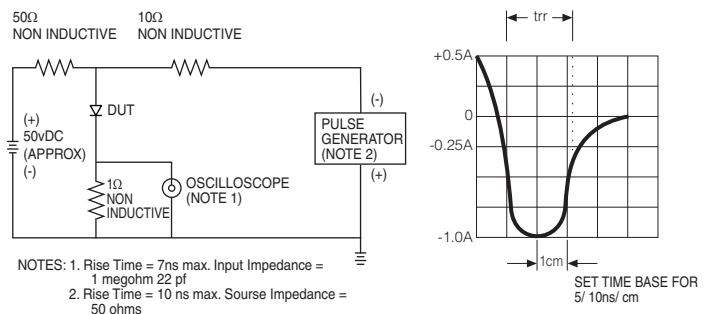 50Ω
NON INDUCTIVE
10Ω
NON INDUCTIVE
(+)
50vDC
(APPROX)
(-)
DUT
1Ω
NON
INDUCTIVE
OSCILLOSCOPE
(NOTE 1)
(-)
PULSE
GENERATOR
(NOTE 2)
(+)
NOTES: 1. Rise Time = 7ns max. Input Impedance =
1 megohm 22 pf
2. Rise Time = 10 ns max. Sourse Impedance =
50 ohms
trr
+0.5A
0
-0.25A
-1.0A
1cm
SET TIME BASE FOR
5/ 10ns/ cm